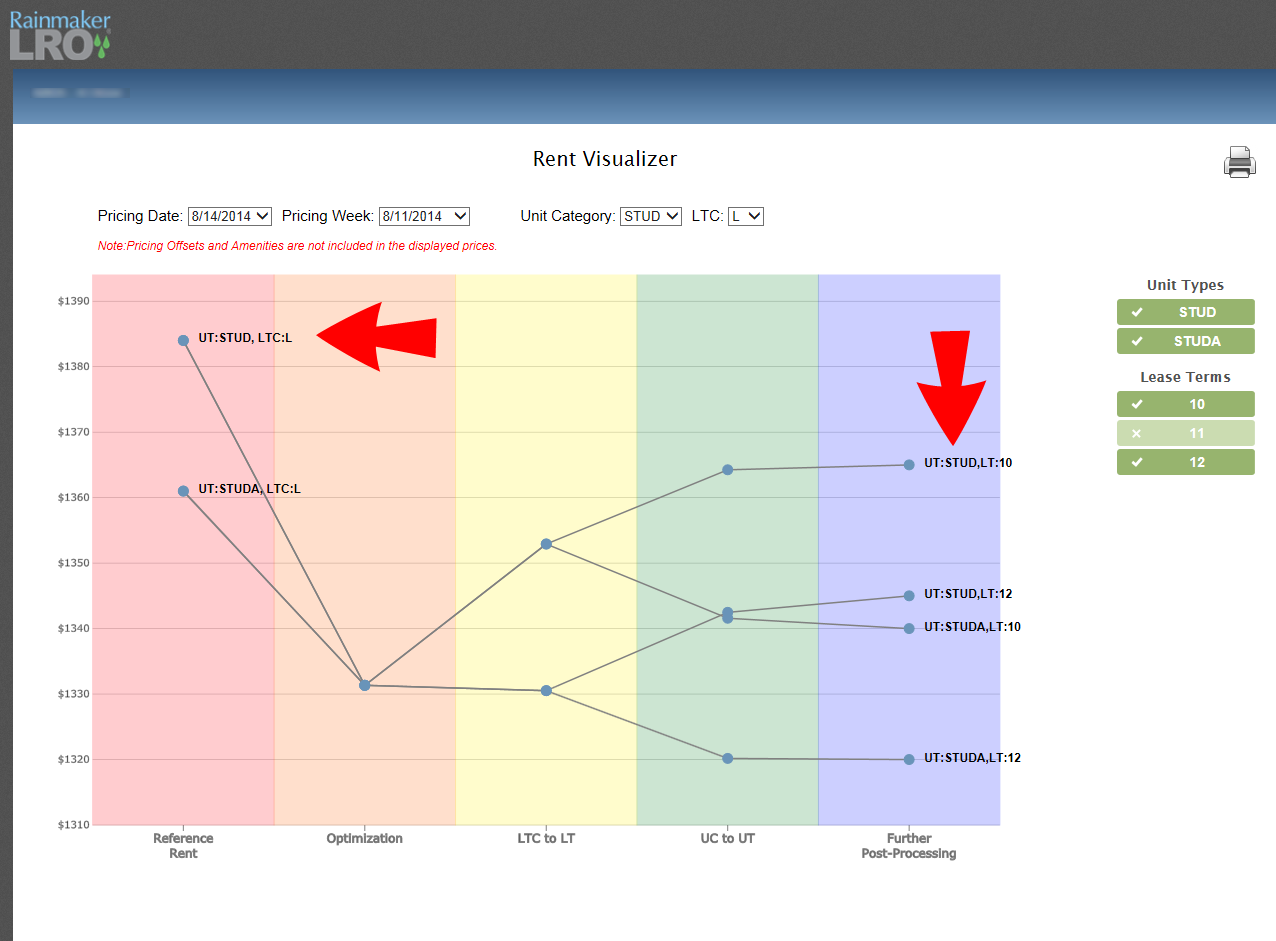 Rainmaker
LRO
Rent Visualizer
Pricing Date: 8/14/2014 Pricing Week: 8/11/2014 Unit Category: STUD LTC: L
Note:Pricing Offsets and Amenities are not included in the displayed prices.
Unit Types
STUD
STUDA
Lease Terms
10
11
12
$1390
$1380
$1370
$1360
$1350
$1340
$1330
$1320
$1310
UT:STUD, LTC:L
UT:STUDA, LTC:L
UT:STUD,LT:10
UT:STUD,LT:12
UT:STUDA,LT:10
UT:STUDA,LT:12
Reference
Rent
Optimization
LTC to LT
UC to UT
Further
Post-Processing